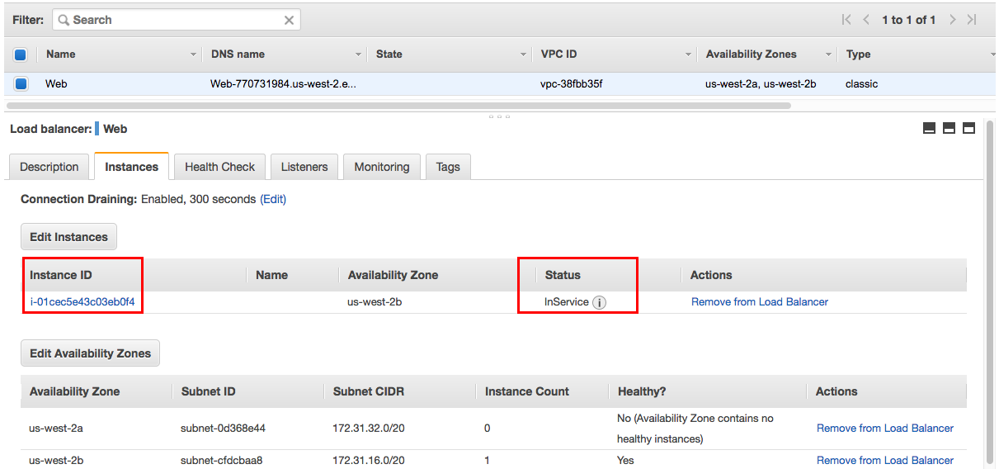 Filter: Search 1 to 1 of 1
Name DNS name State VPC ID Availability Zones Type
Web Web-770731984.us-west-2.e... vpc-38fbb35f us-west-2a, us-west-2b classic
Load balancer: Web
Description Instances Health Check Listeners Monitoring Tags
Connection Draining: Enabled, 300 seconds (Edit)
Edit Instances
Instance ID Name Availability Zone Status Actions
i-01cec5e43c03eb0f4 us-west-2b InService i Remove from Load Balancer
Edit Availability Zones
Availability Zone Subnet ID Subnet CIDR Instance Count Healthy? Actions
us-west-2a subnet-0d368e44 172.31.32.0/20 0 No (Availability Zone contains no
healthy instances) Remove from Load Balancer
us-west-2b subnet-cfdcbaa8 172.31.16.0/20 1 Yes Remove from Load Balancer